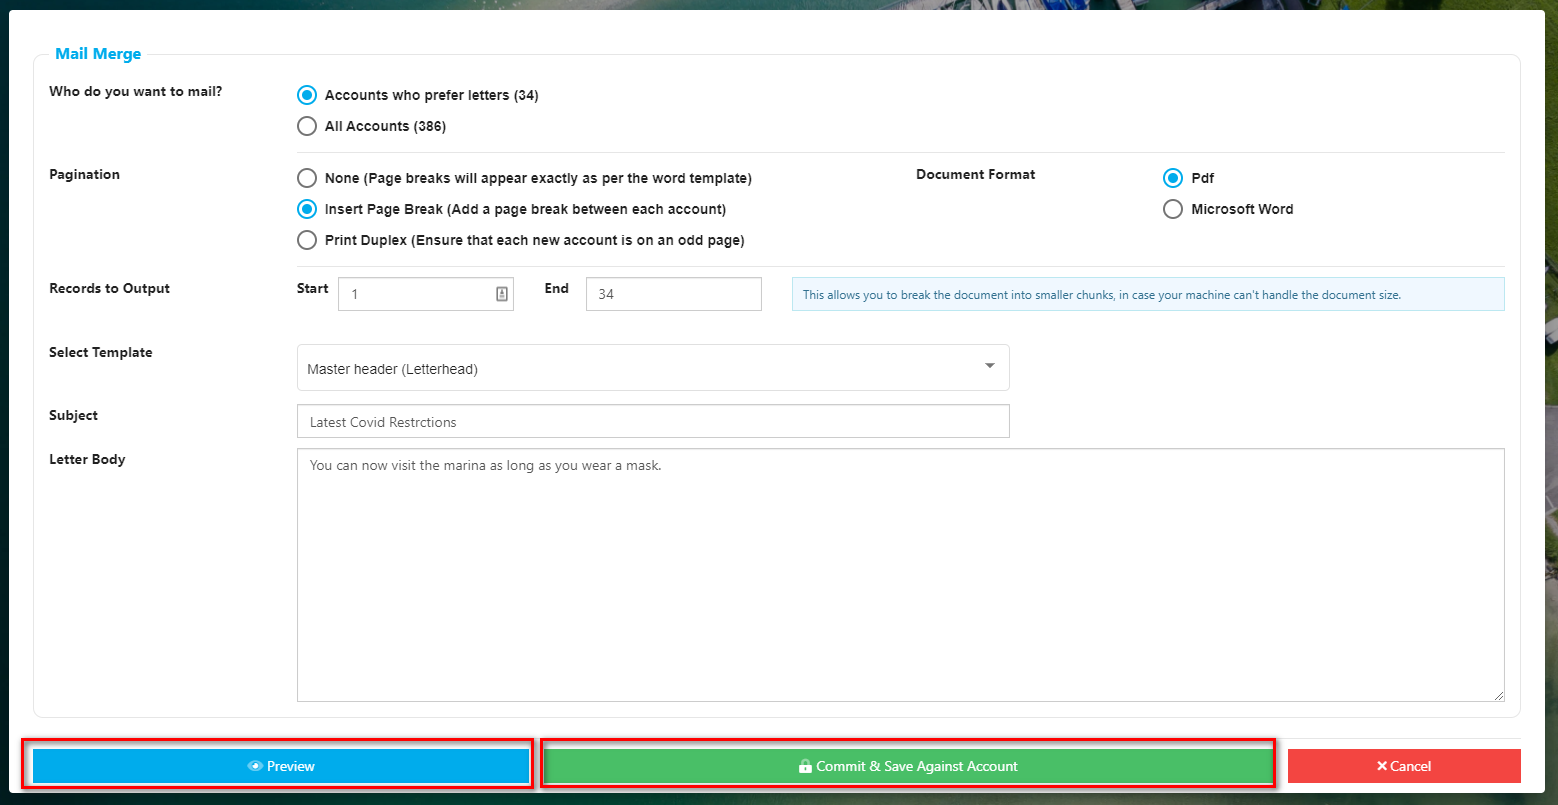 Mail Merge
Who do you want to mail?
Accounts who prefer letters (34)
All Accounts (386)
Pagination
None (Page breaks will appear exactly as per the word template)
Insert Page Break (Add a page break between each account)
Print Duplex (Ensure that each new account is on an odd page)
Document Format
Pdf
Microsoft Word
Records to Output
Start
1
End
34
This allows you to break the document into smaller chunks, in case your machine can't handle the document size.
Select Template
Master header (Letterhead)
Subject
Latest Covid Restrctions
Letter Body
You can now visit the marina as long as you wear a mask.
Preview
Commit & Save Against Account
Cancel